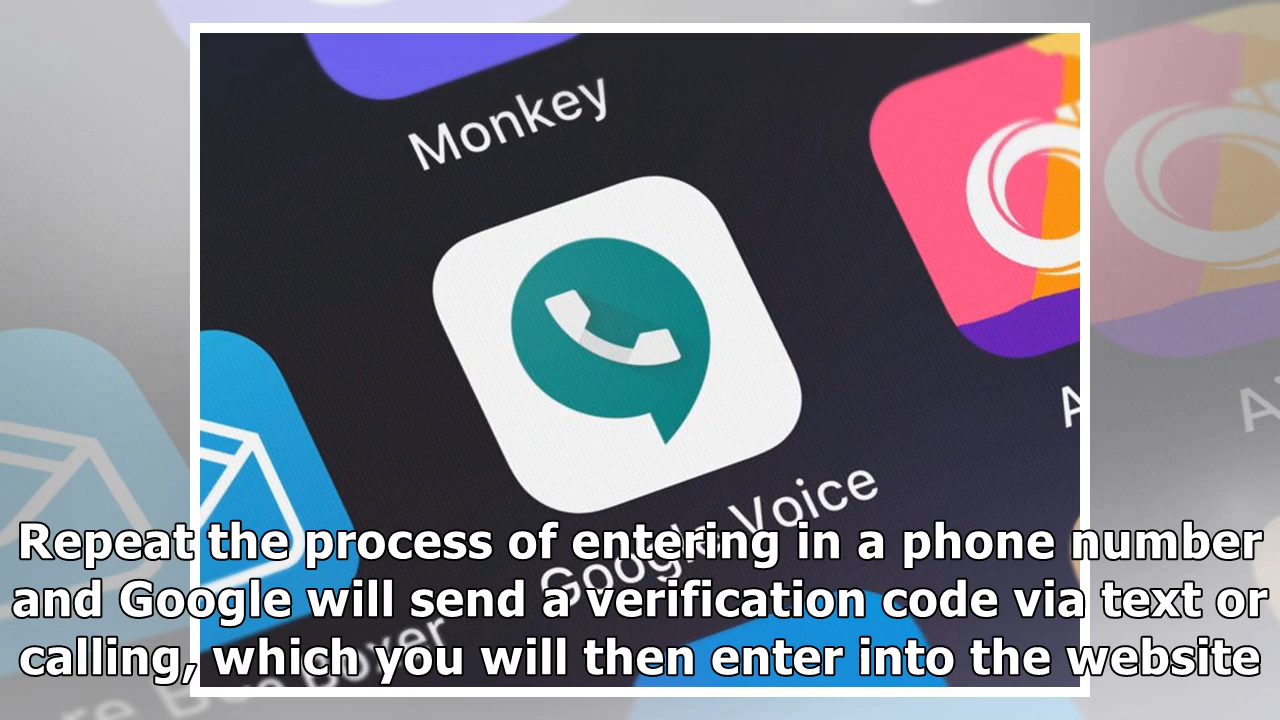 Monkey
Google Voice
A
A
Repeat the process of entering in a phone number
and Google will send a verification code via text or
calling, which you will then enter into the website